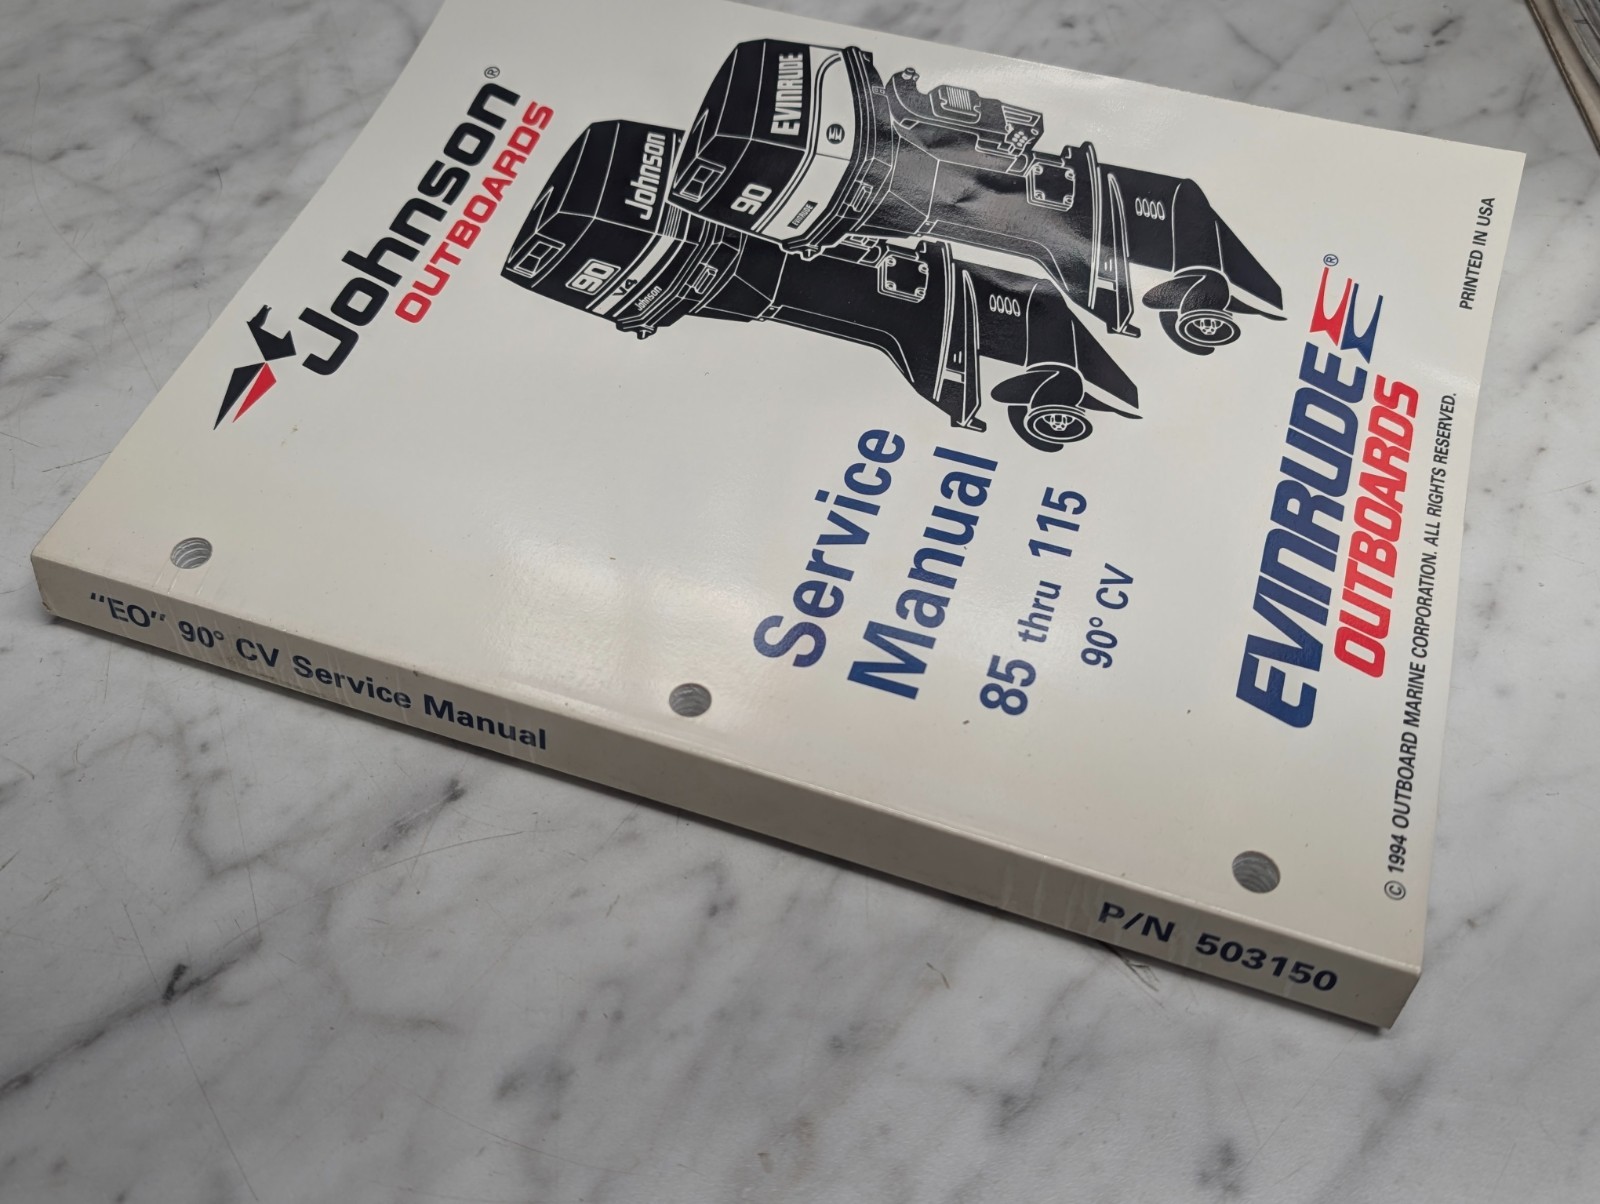 Johnson®
OUTBOARDS
EVINRUDE
E
90
EVINRUDE
Johnson
90
V4
Johnson
Service
Manual
85 thru 115
90° CV
EVINRUDE®
OUTBOARDS
© 1994 OUTBOARD MARINE CORPORATION. ALL RIGHTS RESERVED.
PRINTED IN USA
"EO" 90° CV Service Manual
P/N 503150